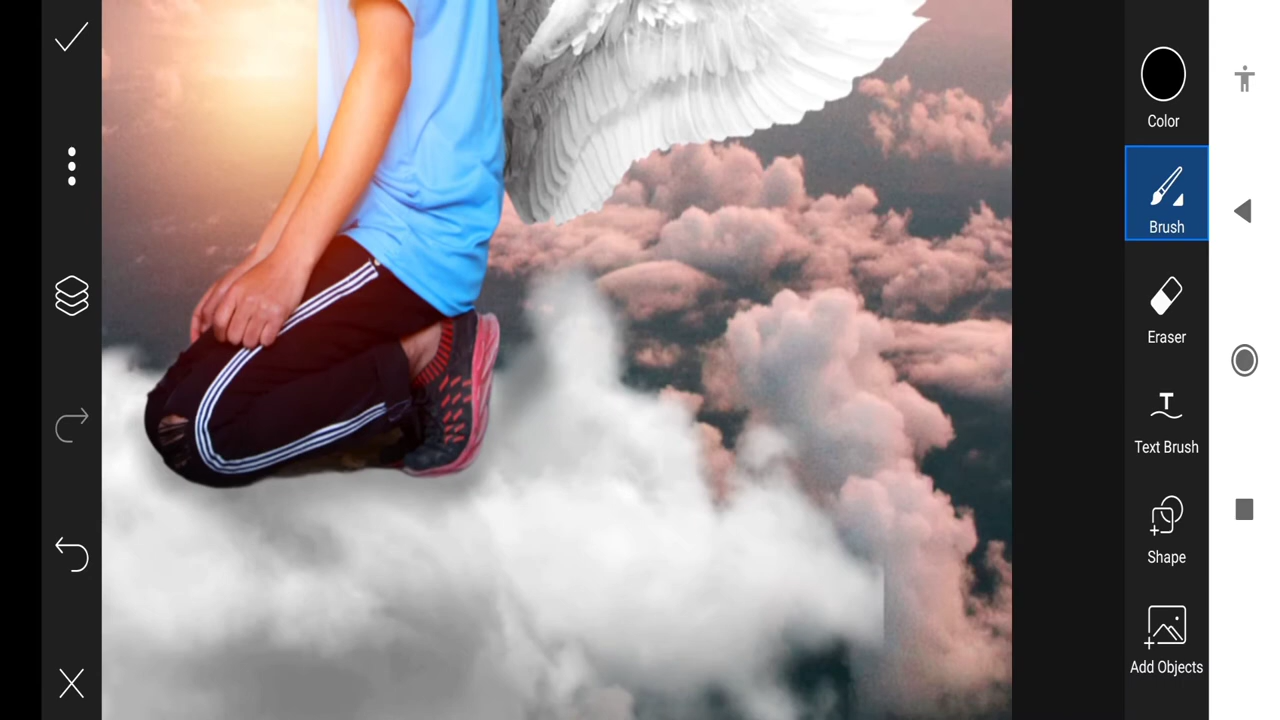 Color
Brush
Eraser
Text Brush
Shape
Add Objects